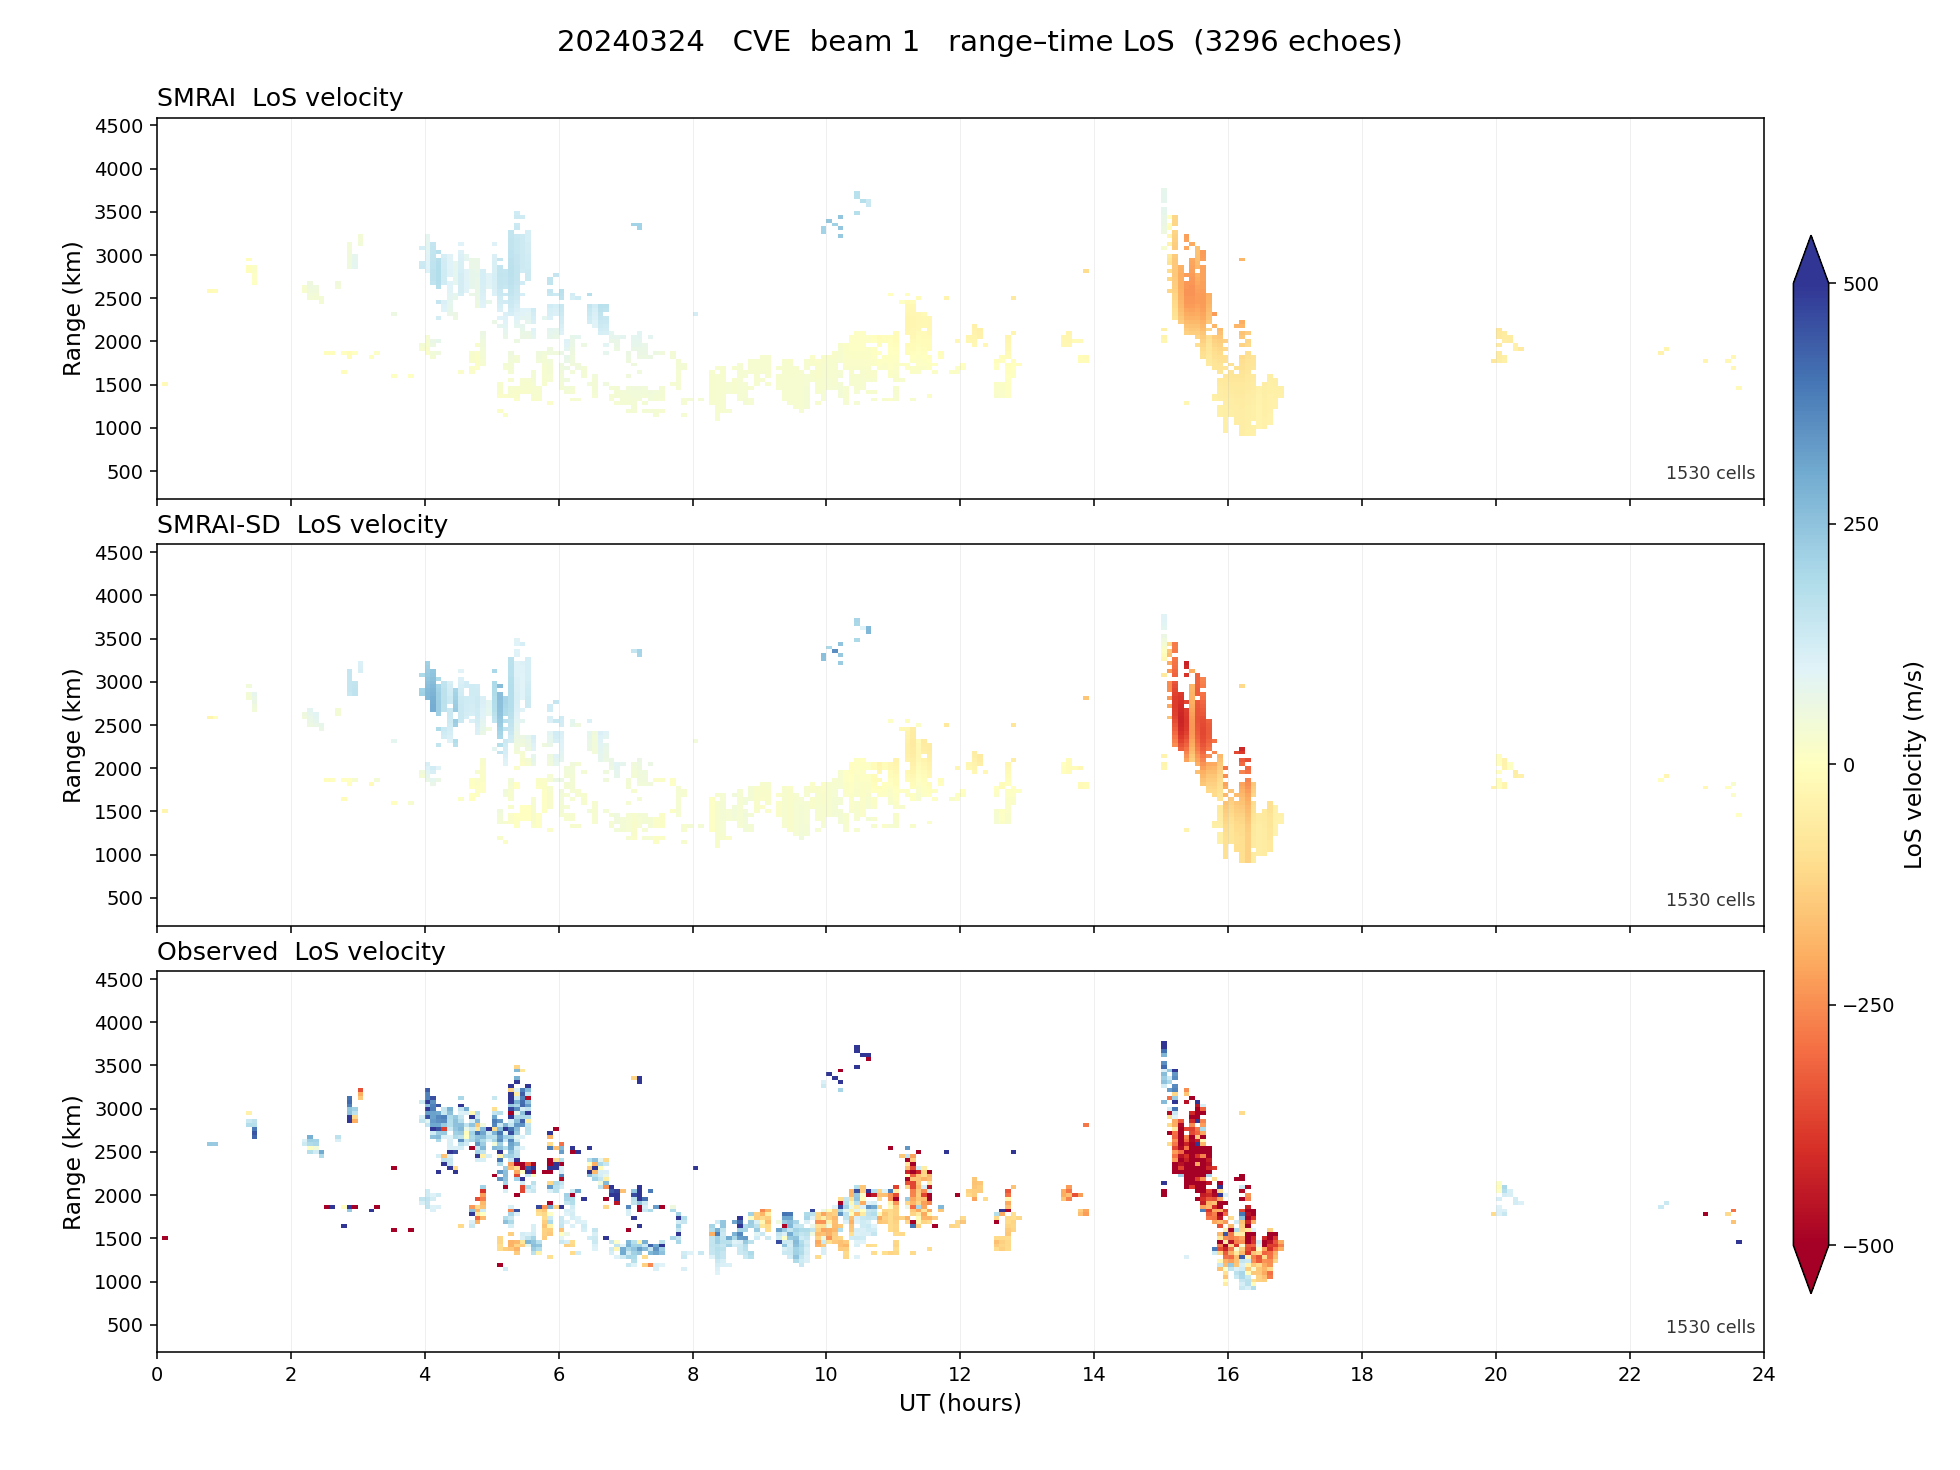 20240324   CVE  beam 1   range–time LoS  (3296 echoes)
SMRAI  LoS velocity
4500
4000
3500
3000
2500
2000
1500
1000
500
Range (km)
1530 cells
SMRAI-SD  LoS velocity
4500
4000
3500
3000
2500
2000
1500
1000
500
Range (km)
1530 cells
Observed  LoS velocity
4500
4000
3500
3000
2500
2000
1500
1000
500
Range (km)
1530 cells
0 2 4 6 8 10 12 14 16 18 20 22 24
UT (hours)
500
250
0
−250
−500
LoS velocity (m/s)